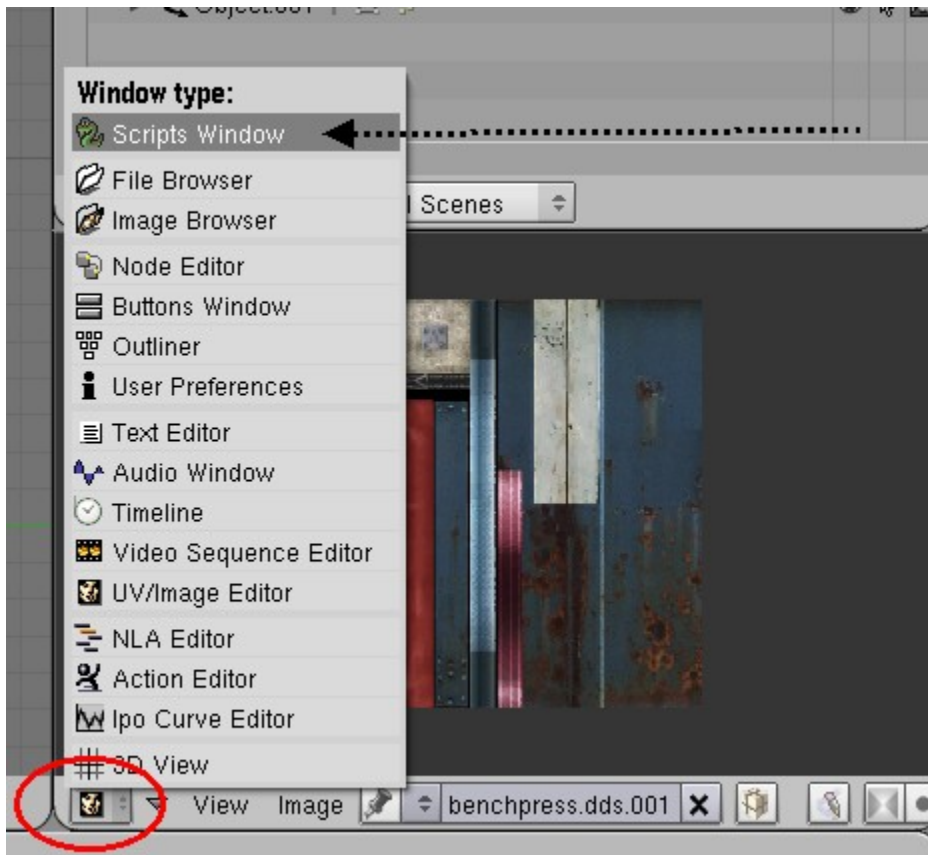 Object.001
Window type:
Scripts Window
File Browser
Image Browser
Scenes
Node Editor
Buttons Window
Outliner
User Preferences
Text Editor
Audio Window
Timeline
Video Sequence Editor
UV/Image Editor
NLA Editor
Action Editor
Ipo Curve Editor
3D View
View Image benchpress.dds.001